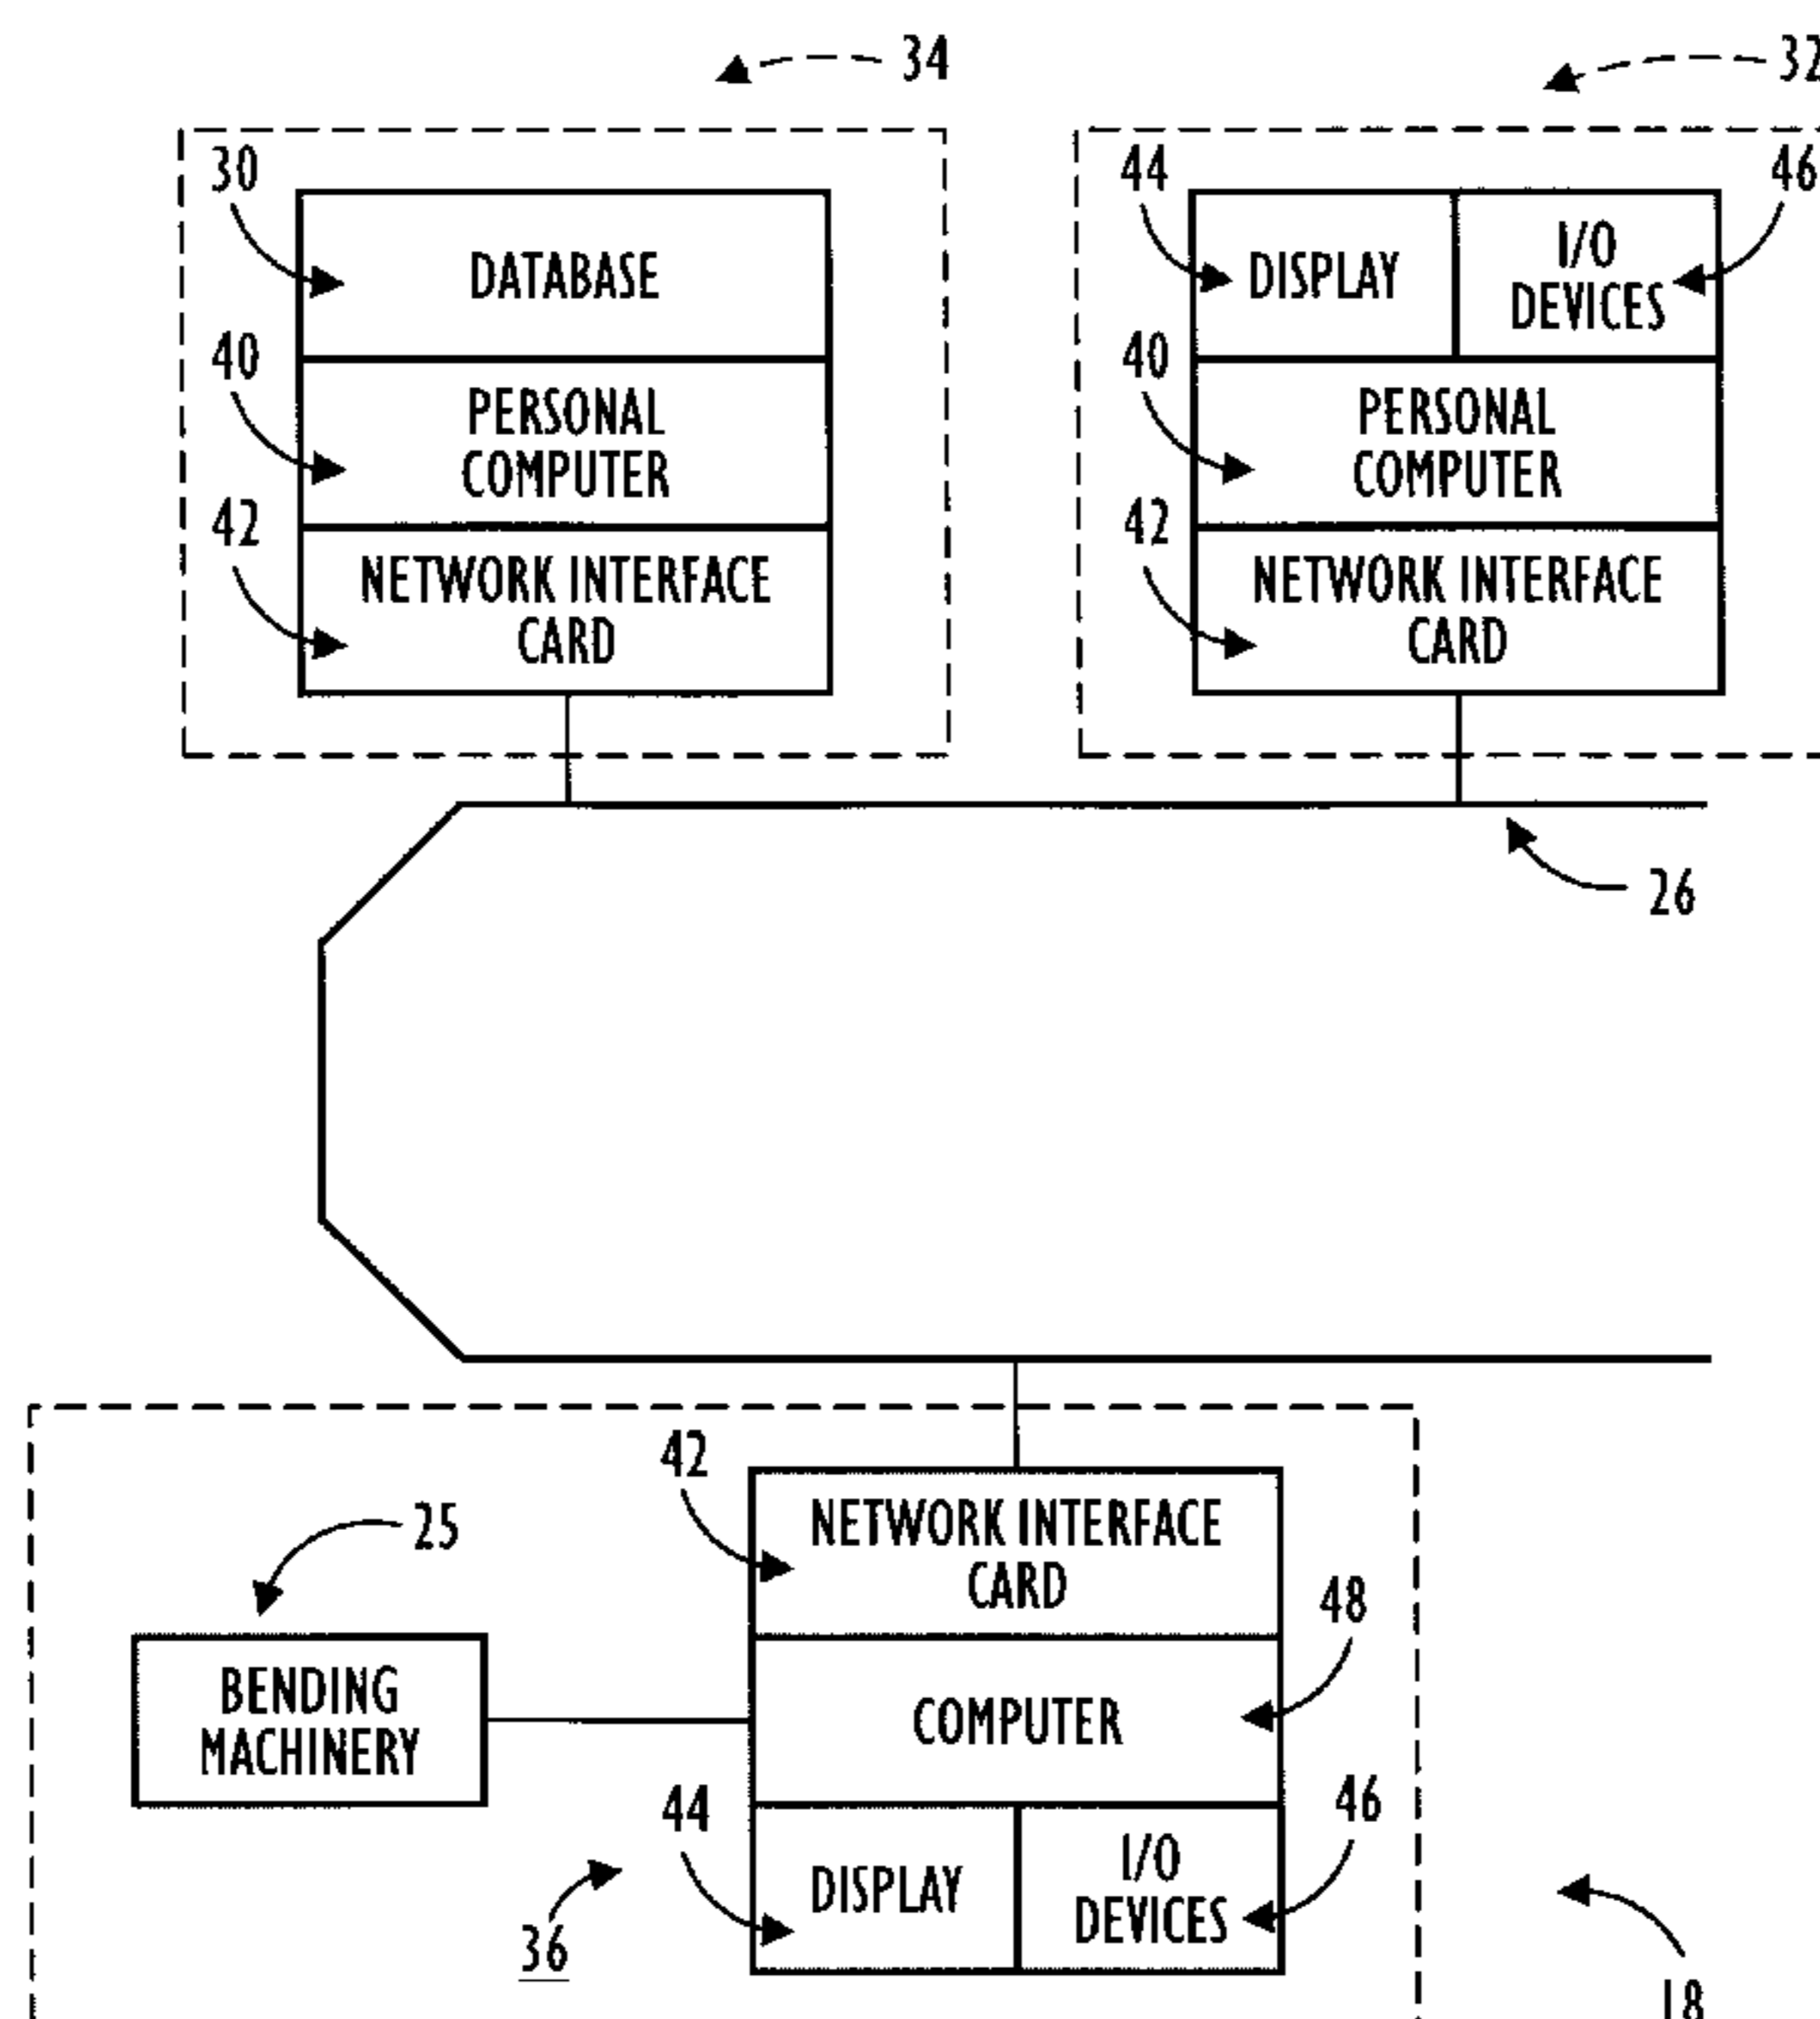 34
32
30
44
46
DATABASE
DISPLAY
I/O
DEVICES
40
40
PERSONAL
COMPUTER
PERSONAL
COMPUTER
42
42
NETWORK INTERFACE
CARD
NETWORK INTERFACE
CARD
26
42
NETWORK INTERFACE
CARD
25
48
BENDING
MACHINERY
COMPUTER
44
46
DISPLAY
I/O
DEVICES
36
18